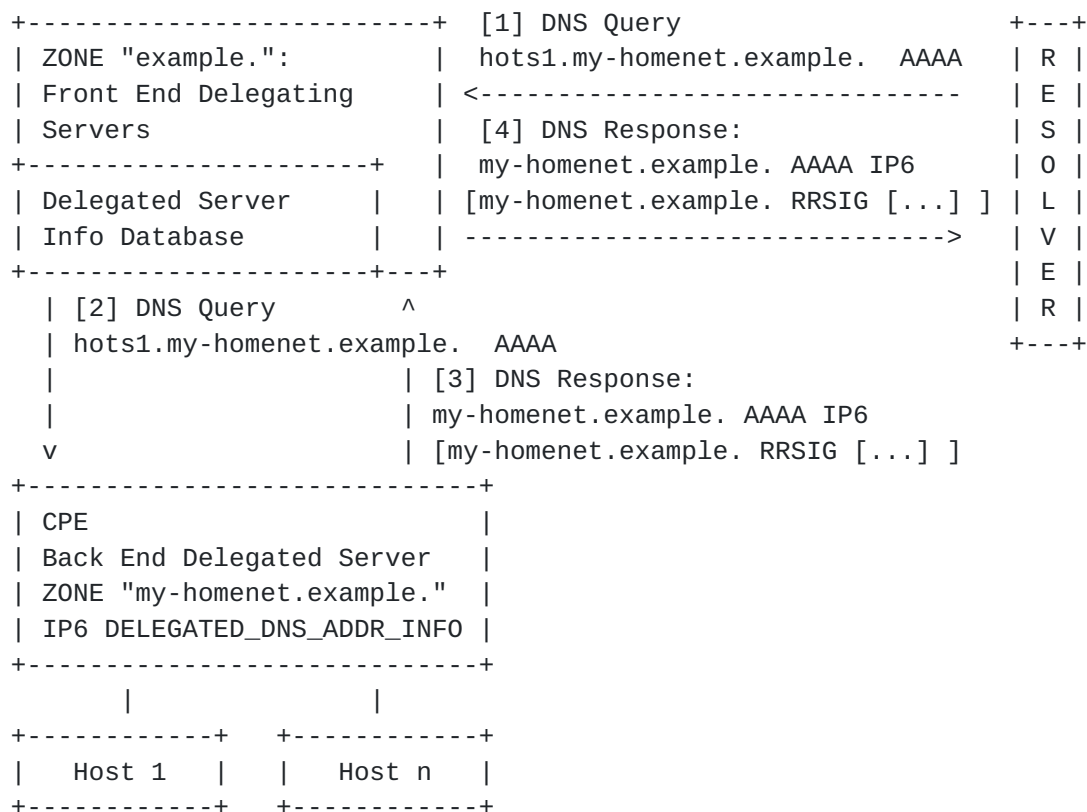 +--------------------------+  [1] DNS Query                     +---+
| ZONE "example.":         |  hots1.my-homenet.example.  AAAA   | R |
| Front End Delegating     | <-------------------------------   | E |
| Servers                  |  [4] DNS Response:                 | S |
+----------------------+   |  my-homenet.example. AAAA IP6      | O |
| Delegated Server     |   | [my-homenet.example. RRSIG [...] ] | L |
| Info Database        |   | ------------------------------->   | V |
+----------------------+---+                                    | E |
  | [2] DNS Query        ^                                      | R |
  | hots1.my-homenet.example.  AAAA                             +---+
  |                      | [3] DNS Response:
  |                      | my-homenet.example. AAAA IP6
  v                      | [my-homenet.example. RRSIG [...] ]
+-----------------------------+
| CPE                         |
| Back End Delegated Server   |
| ZONE "my-homenet.example."  |
| IP6 DELEGATED_DNS_ADDR_INFO |
+-----------------------------+
       |               |
+------------+   +------------+
|   Host 1   |   |   Host n   |
+------------+   +------------+